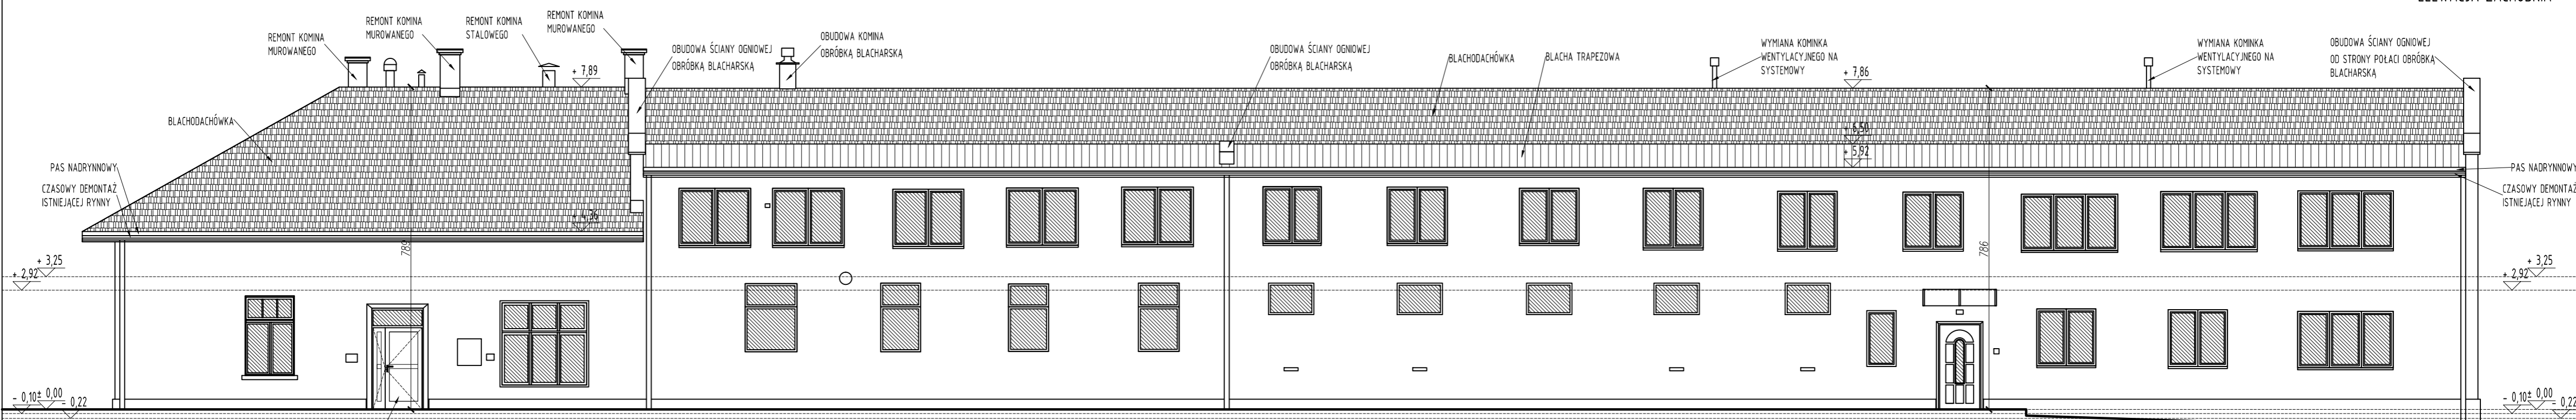 REMONT KOMINA
MUROWANEGO
REMONT KOMINA
MUROWANEGO
REMONT KOMINA
STALOWEGO
REMONT KOMINA
MUROWANEGO
+ 7,89
OBUDOWA ŚCIANY OGNIOWEJ
OBRÓBKĄ BLACHARSKĄ
OBUDOWA KOMINA
OBRÓBKĄ BLACHARSKĄ
OBUDOWA ŚCIANY OGNIOWEJ
OBRÓBKĄ BLACHARSKĄ
BLACHODACHÓWKA
BLACHA TRAPEZOWA
WYMIANA KOMINKA
WENTYLACYJNEGO NA
SYSTEMOWY
+ 7,86
WYMIANA KOMINKA
WENTYLACYJNEGO NA
SYSTEMOWY
OBUDOWA ŚCIANY OGNIOWEJ
OD STRONY POŁACI OBRÓBKĄ
BLACHARSKĄ
BLACHODACHÓWKA
+ 6,50
+ 5,92
PAS NADRYNNOWY
CZASOWY DEMONTAŻ
ISTNIEJĄCEJ RYNNY
PAS NADRYNNOWY
CZASOWY DEMONTAŻ
ISTNIEJĄCEJ RYNNY
+ 4,36
789
786
+ 3,25
+ 2,92
+ 3,25
+ 2,92
- 0,10
± 0,00
- 0,22
- 0,10
± 0,00
- 0,22